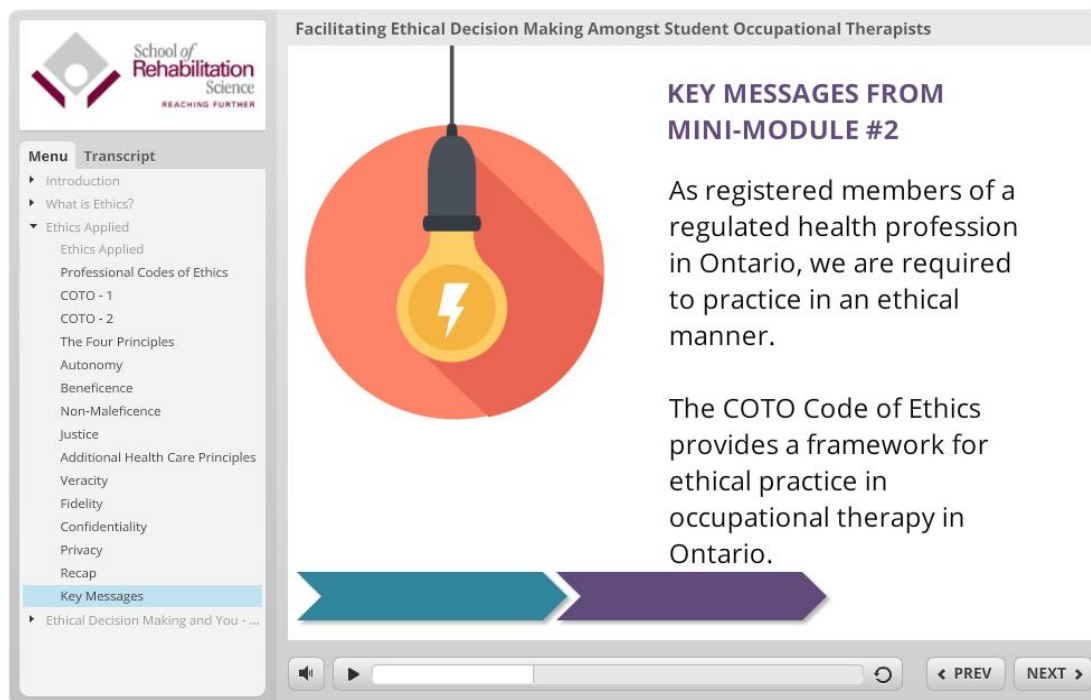 Facilitating Ethical Decision Making Amongst Student Occupational Therapists
School of
Rehabilitation
Science
REACHING FURTHER
Menu Transcript
Introduction
What is Ethics?
Ethics Applied
Ethics Applied
Professional Codes of Ethics
COTO - 1
COTO - 2
The Four Principles
Autonomy
Beneficence
Non-Maleficence
Justice
Additional Health Care Principles
Veracity
Fidelity
Confidentiality
Privacy
Recap
Key Messages
Ethical Decision Making and You - ...
KEY MESSAGES FROM
MINI-MODULE #2
As registered members of a
regulated health profession
in Ontario, we are required
to practice in an ethical
manner.
The COTO Code of Ethics
provides a framework for
ethical practice in
occupational therapy in
Ontario.
PREV NEXT